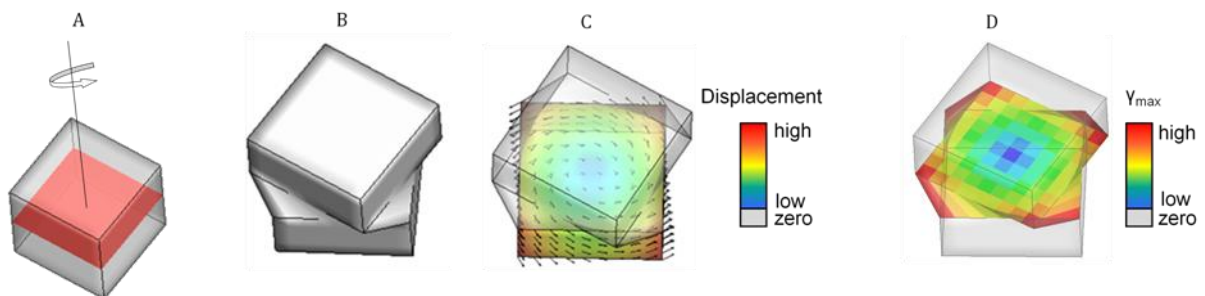 A
B
C
D
Displacement
high
low
zero
γmax
high
low
zero